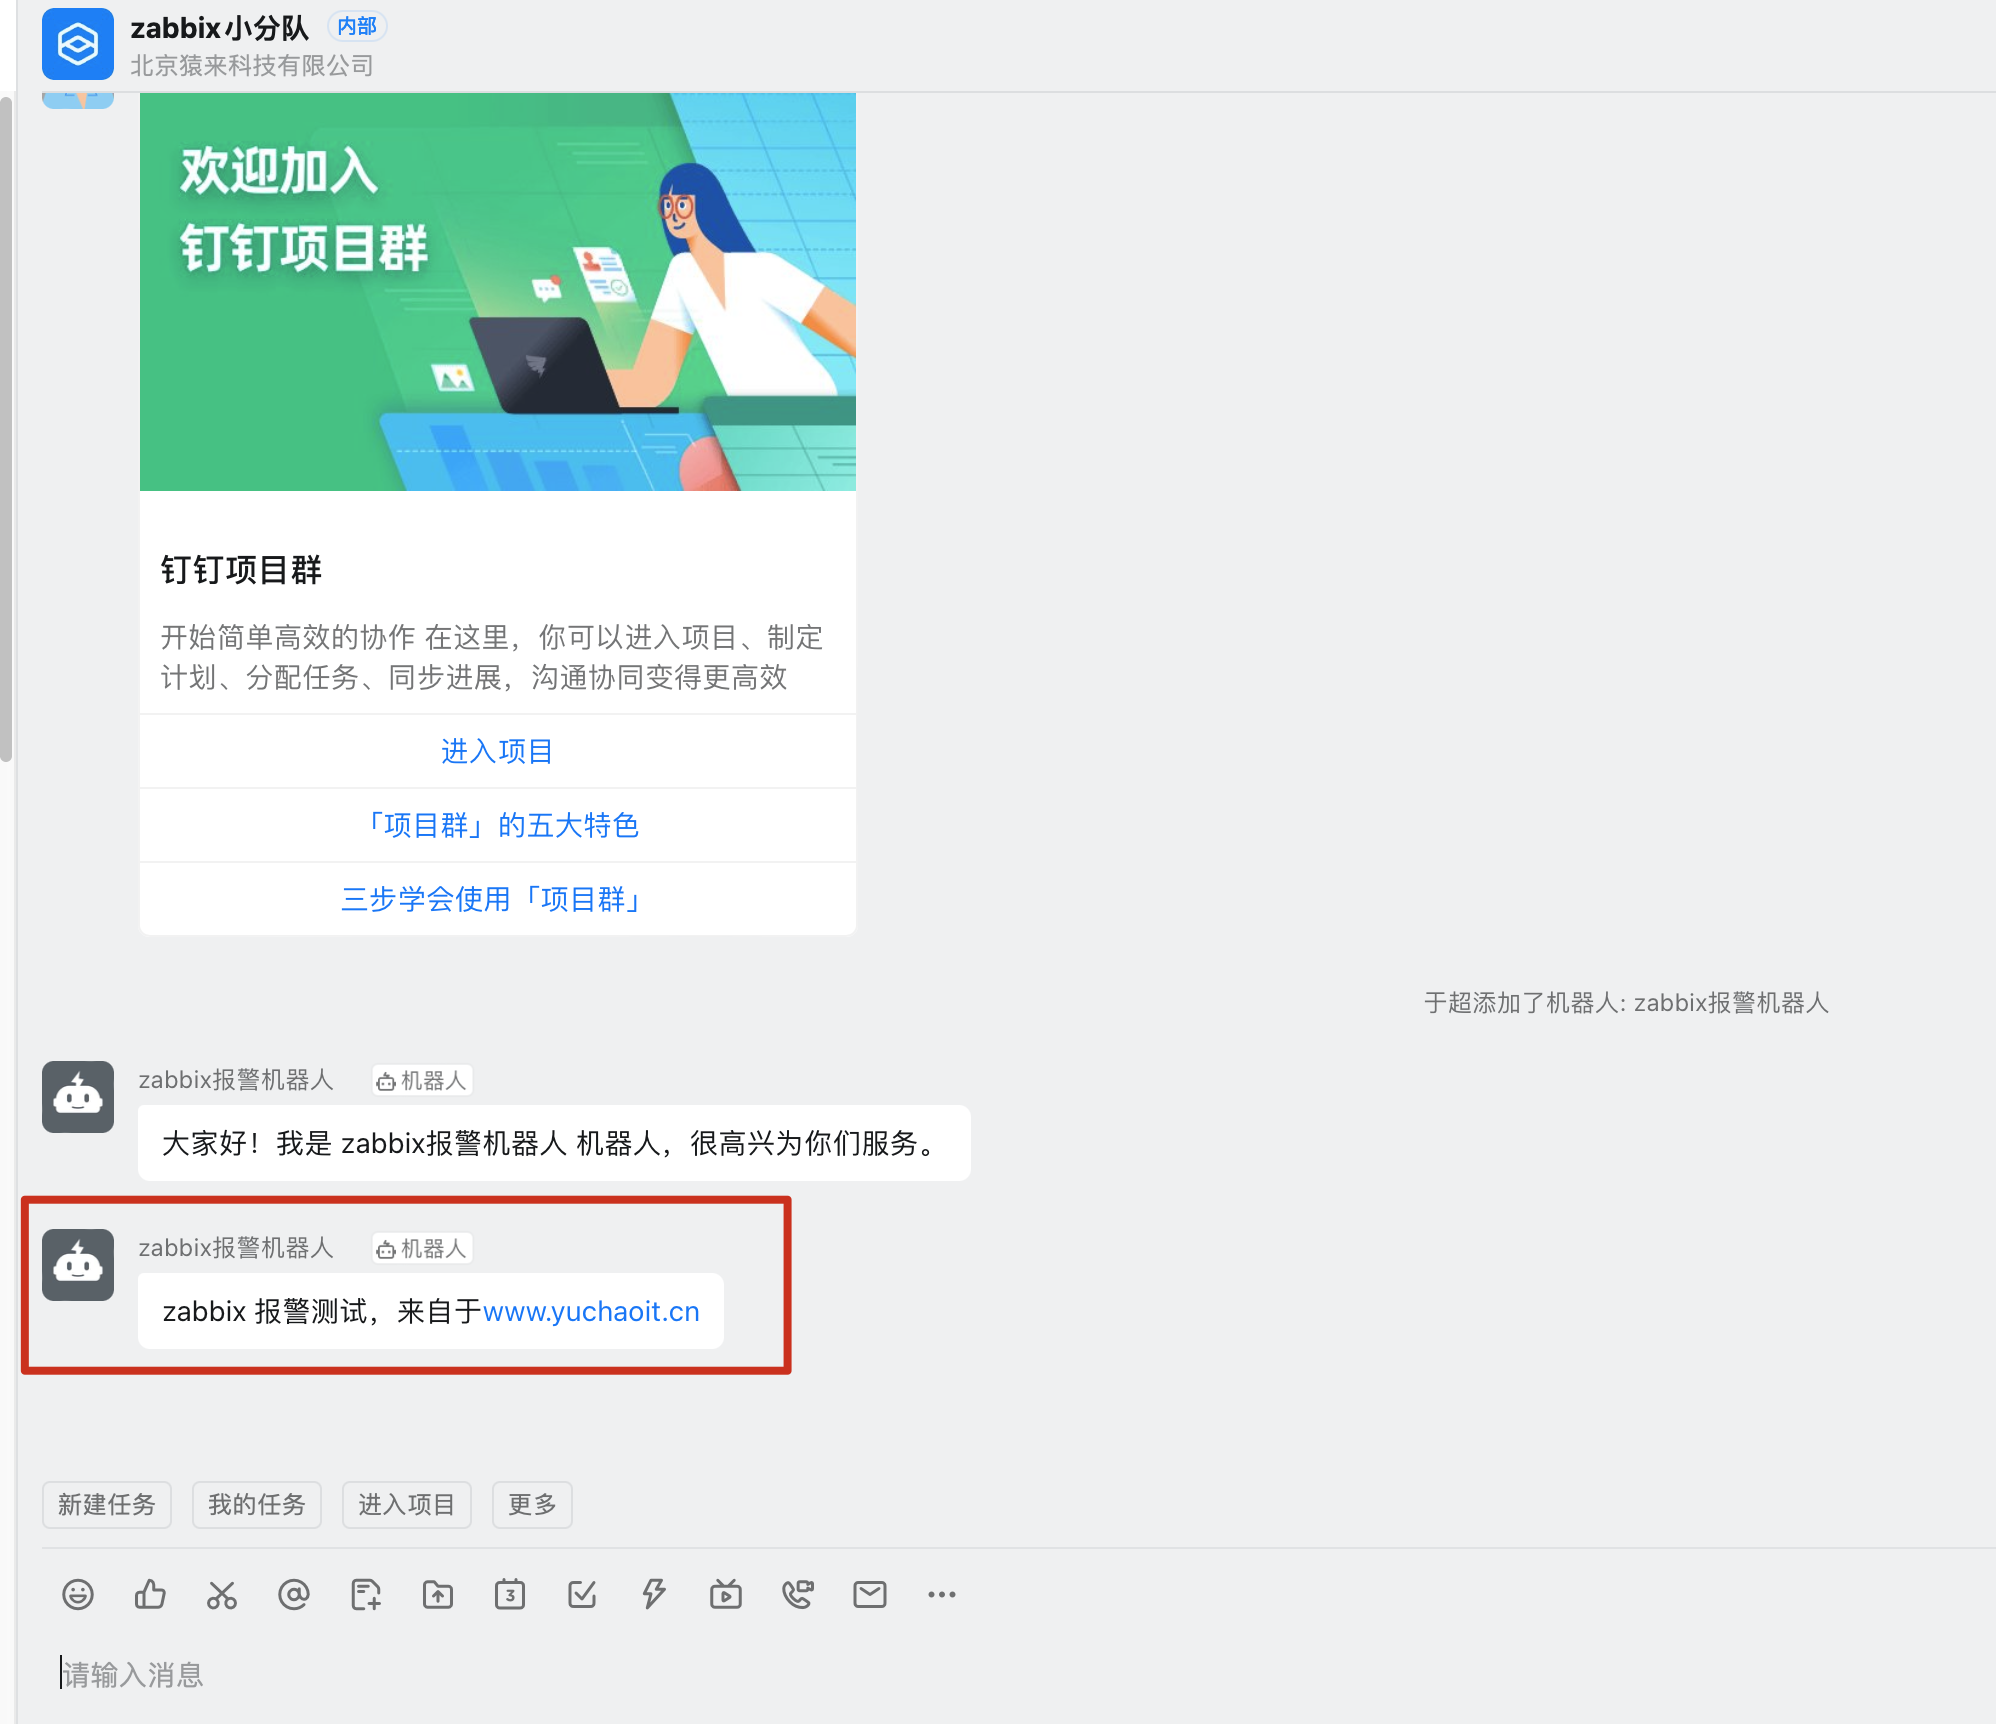 zabbix小分队 内部
北京猿来科技有限公司
欢迎加入
钉钉项目群
钉钉项目群
开始简单高效的协作 在这里，你可以进入项目、制定
计划、分配任务、同步进展，沟通协同变得更高效
进入项目
「项目群」的五大特色
三步学会使用「项目群」
于超添加了机器人: zabbix报警机器人
zabbix报警机器人 机器人
大家好！我是 zabbix报警机器人 机器人，很高兴为你们服务。
zabbix报警机器人 机器人
zabbix 报警测试，来自于www.yuchaoit.cn
新建任务 我的任务 进入项目 更多
3
请输入消息